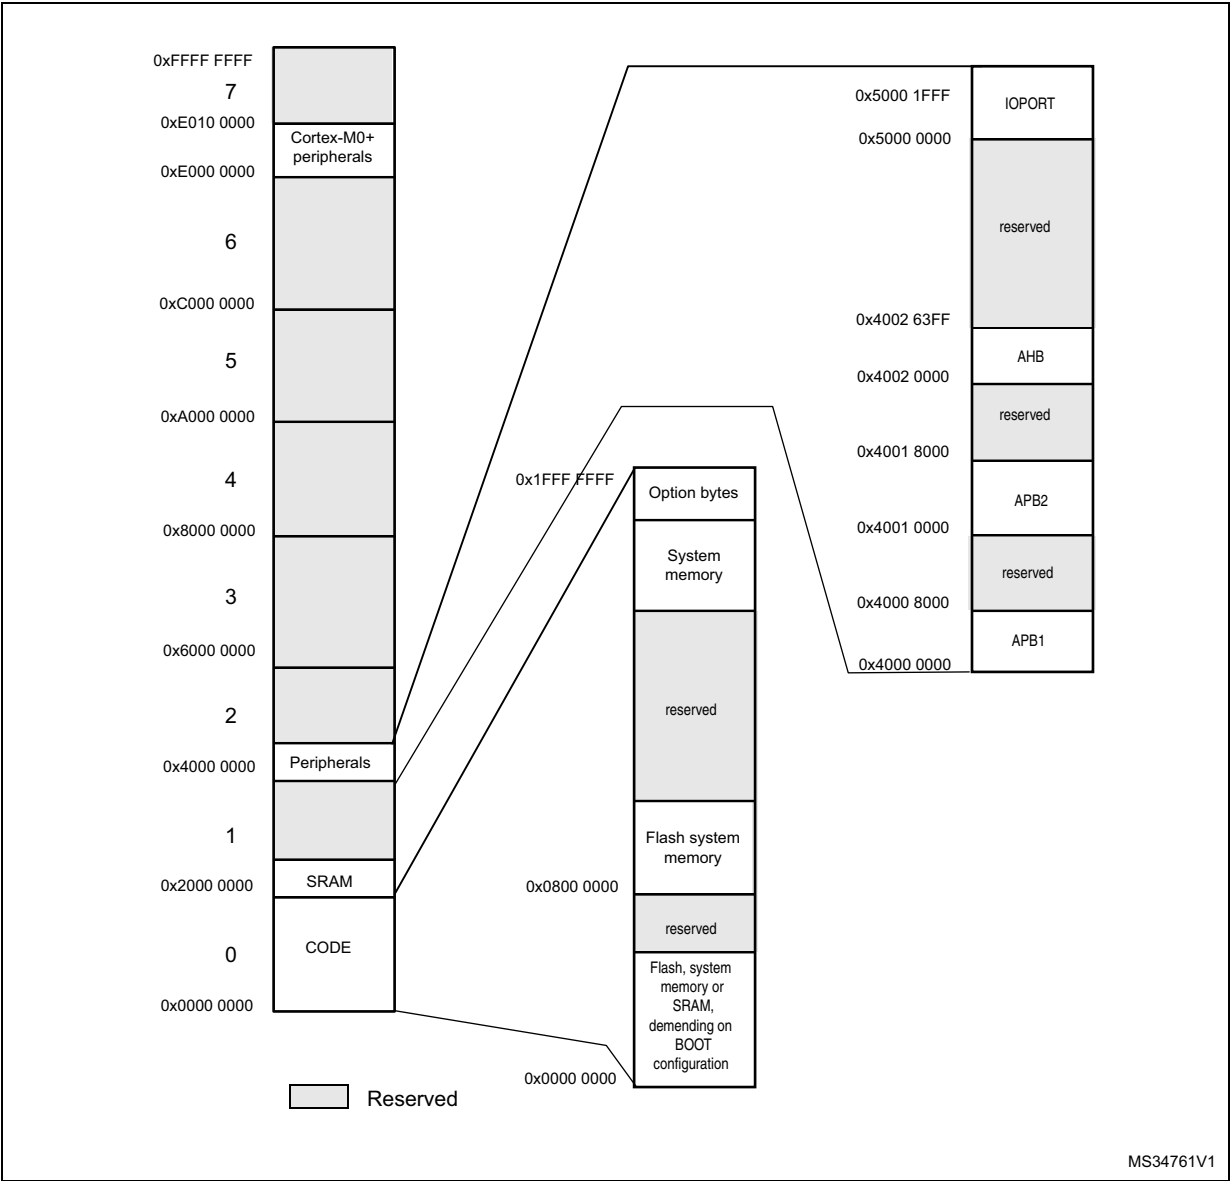 0xFFFF FFFF
7
0xE010 0000
Cortex-M0+
peripherals
0xE000 0000
6
0xC000 0000
5
0xA000 0000
4
0x8000 0000
3
0x6000 0000
2
Peripherals
0x4000 0000
1
0x2000 0000
SRAM
CODE
0
0x0000 0000
0x1FFF FFFF
Option bytes
System
memory
reserved
Flash system
memory
0x0800 0000
reserved
Flash, system
memory or
SRAM,
demending on
BOOT
configuration
0x0000 0000
0x5000 1FFF
IOPORT
0x5000 0000
reserved
0x4002 63FF
AHB
0x4002 0000
reserved
0x4001 8000
APB2
0x4001 0000
reserved
0x4000 8000
APB1
0x4000 0000
Reserved
MS34761V1